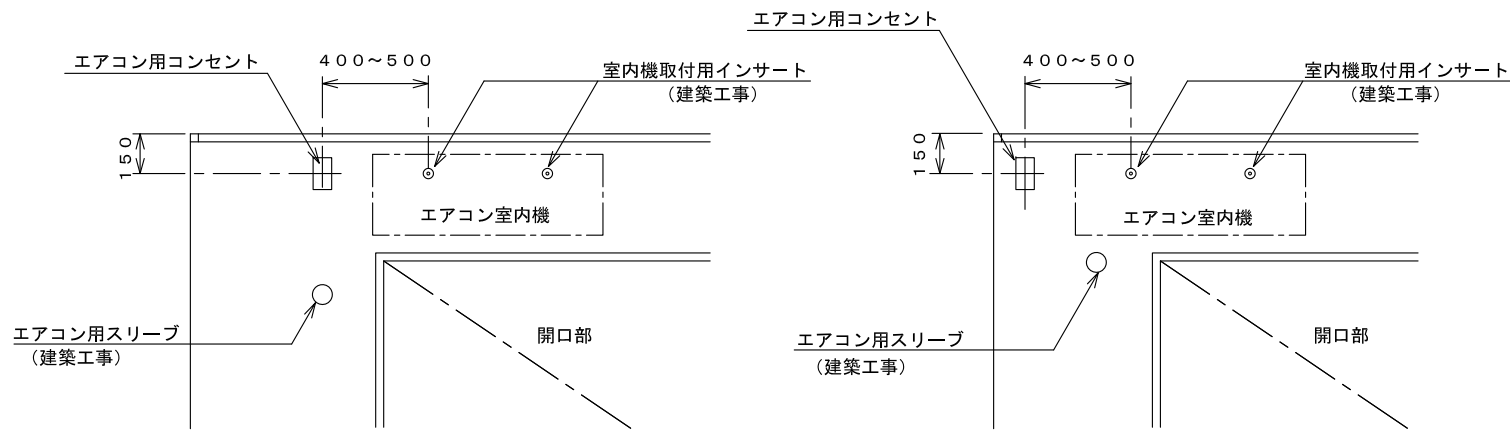 エアコン用コンセント
400～500
室内機取付用インサート
(建築工事)
150
エアコン室内機
エアコン用スリーブ
(建築工事)
開口部
エアコン用コンセント
400～500
室内機取付用インサート
(建築工事)
150
エアコン室内機
エアコン用スリーブ
(建築工事)
開口部